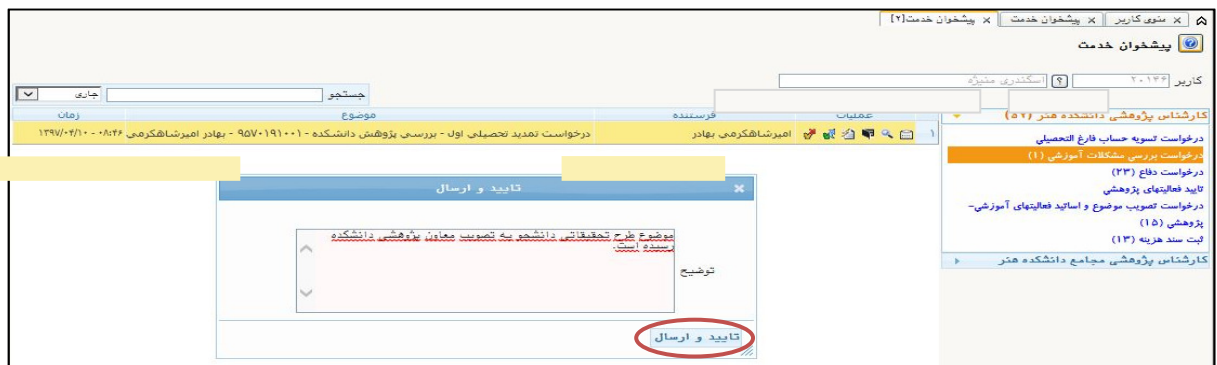 منوی کاربر × پیشخوان خدمت × پیشخوان خدمت[۲] ×
پیشخوان خدمت
کاربر ۲۰۱۳۶ اسکندری منیژه
جستجو جاری
کارشناس پژوهشی دانشکده هنر (۵۲)
درخواست تسویه حساب فارغ التحصیلی
درخواست بررسی مشکلات آموزشی (۱)
درخواست دفاع (۲۳)
تایید فعالیتهای پژوهشی
درخواست تصویب موضوع و اساتید فعالیتهای آموزشی-
پژوهشی (۱۵)
ثبت سند هزینه (۱۳)
کارشناس پژوهشی مجامع دانشکده هنر
عملیات فرستنده موضوع زمان
۱ امیرشاهکرمی بهادر درخواست تمدید تحصیلی اول - بررسی پژوهش دانشکده - ۹۵۷۰۱۹۱۰۰۱ - بهادر امیرشاهکرمی ۱۳۹۷/۰۴/۱۰ - ۰۸:۴۶
تایید و ارسال
موضوع طرح تحقیقاتی دانشجو به تصویب معاون پژوهشی دانشکده
رسیده است.
توضیح
تایید و ارسال